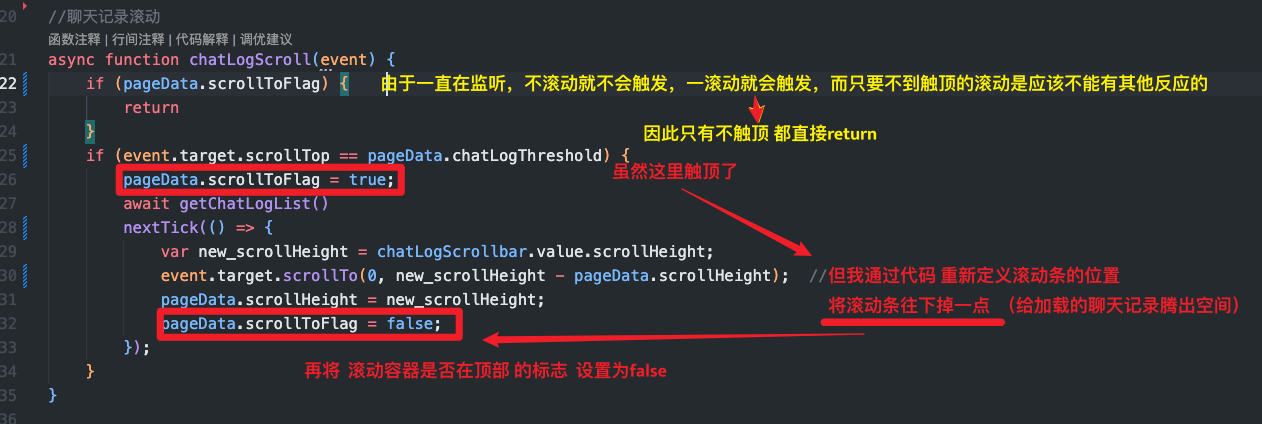 20 //聊天记录滚动
函数注释 | 行间注释 | 代码解释 | 调优建议
21 async function chatLogScroll(event) {
22 if (pageData.scrollToFlag) { 由于一直在监听，不滚动就不会触发，一滚动就会触发，而只要不到触顶的滚动是应该不能有其他反应的
23 return
24 }
因此只有不触顶 都直接return
25 if (event.target.scrollTop == pageData.chatLogThreshold) {
虽然这里触顶了
26 pageData.scrollToFlag = true;
27 await getChatLogList()
28 nextTick(() => {
29 var new_scrollHeight = chatLogScrollbar.value.scrollHeight;
30 event.target.scrollTo(0, new_scrollHeight - pageData.scrollHeight); //但我通过代码 重新定义滚动条的位置
31 pageData.scrollHeight = new_scrollHeight; 将滚动条往下掉一点 （给加载的聊天记录腾出空间）
32 pageData.scrollToFlag = false;
33 });
34 } 再将 滚动容器是否在顶部 的标志 设置为false
35 }
36